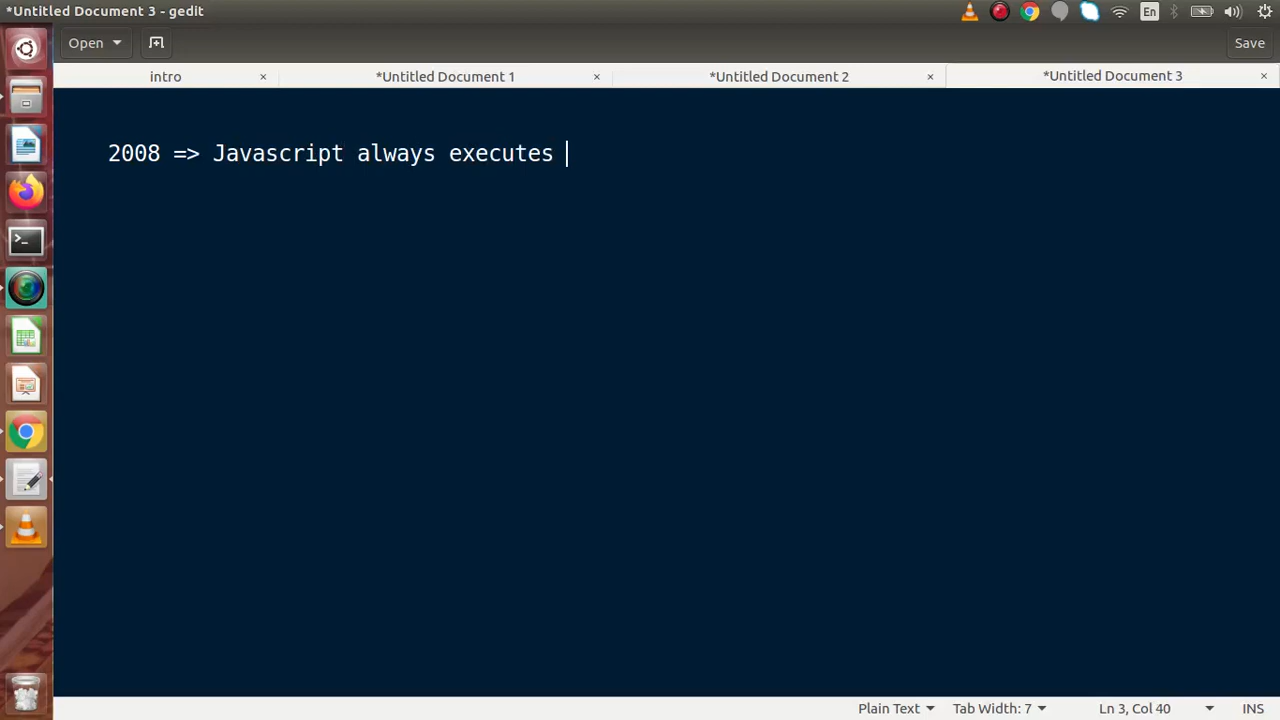 *Untitled Document 3 - gedit
En
Open
Save
intro
*Untitled Document 1
*Untitled Document 2
*Untitled Document 3
2008 => Javascript always executes
Plain Text
Tab Width: 7
Ln 3, Col 40
INS